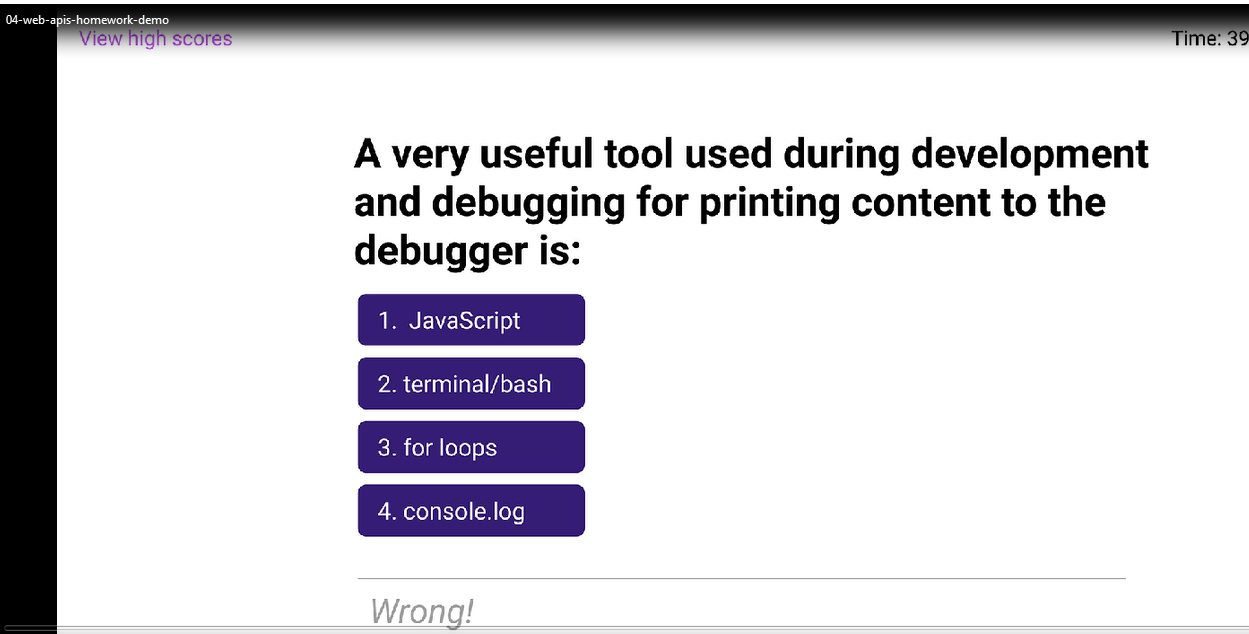 04-web-apis-homework-demo
View high scores
Time: 39
A very useful tool used during development
and debugging for printing content to the
debugger is:
1. JavaScript
2. terminal/bash
3. for loops
4. console.log
Wrong!